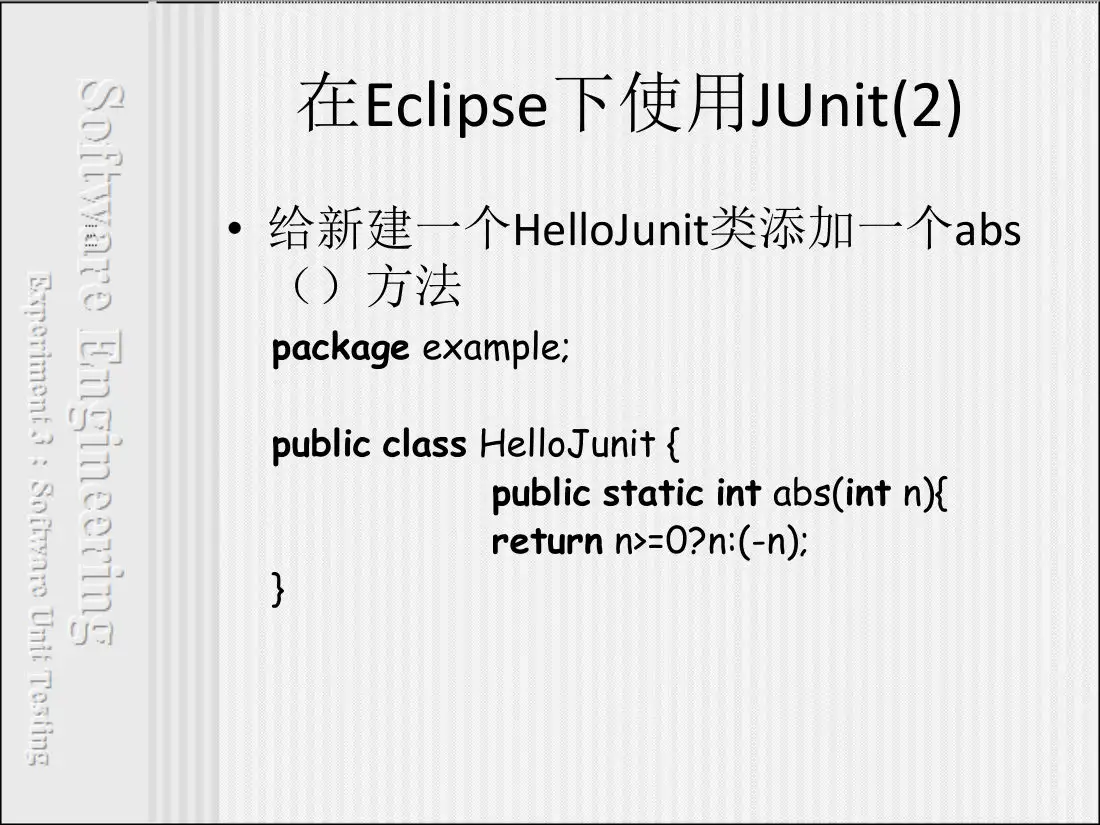 在Eclipse下使用JUnit(2)
• 给新建一个HelloJunit类添加一个abs
（）方法
package example;
public class HelloJunit {
public static int abs(int n){
return n>=0?n:(-n);
}
Software Engineering
Experiment 3 : Software Unit Testing